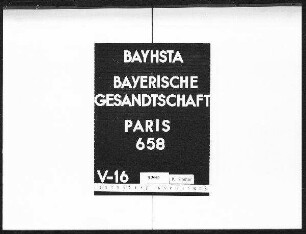 BAYHSTA
BAYERISCHE
GESANDTSCHAFT
PARIS
658
V-16